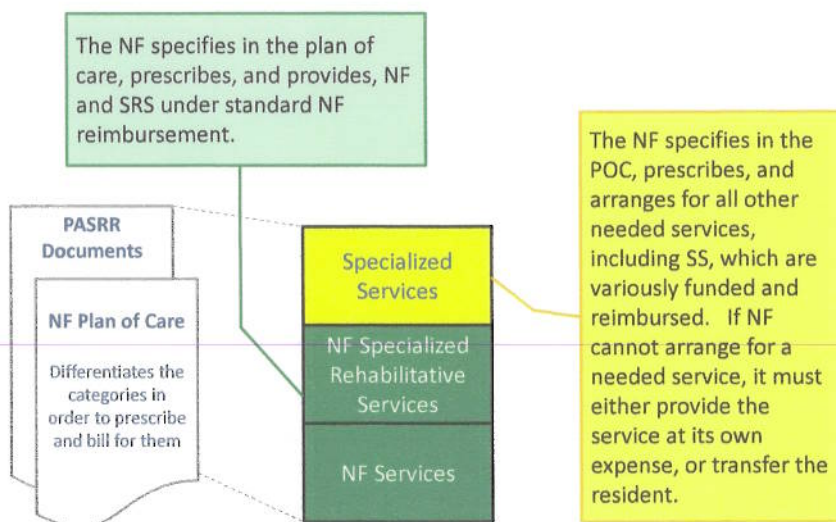 The NF specifies in the plan of
care, prescribes, and provides, NF
and SRS under standard NF
reimbursement.
PASRR
Documents
NF Plan of Care
Differentiates the
categories in
order to prescribe
and bill for them
Specialized
Services
NF Specialized
Rehabilitative
Services
NF Services
The NF specifies in the
POC, prescribes, and
arranges for all other
needed services,
including SS, which are
variously funded and
reimbursed.   If NF
cannot arrange for a
needed service, it must
either provide the
service at its own
expense, or transfer the
resident.